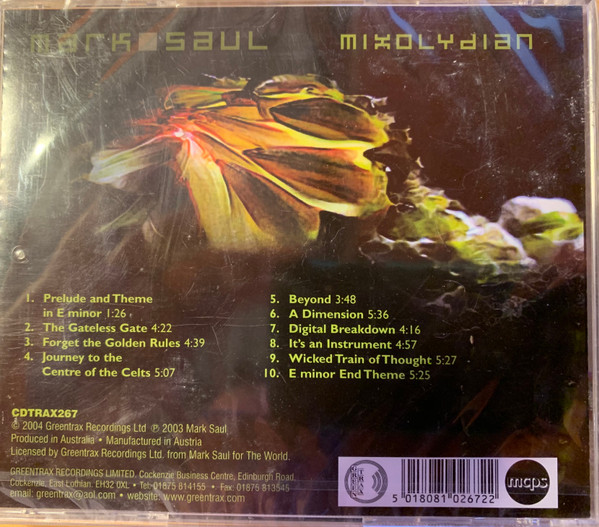 mark saul
mixolydian
1. Prelude and Theme
in E minor 1:26
2. The Gateless Gate 4:22
3. Forget the Golden Rules 4:39
4. Journey to the
Centre of the Celts 5:07
5. Beyond 3:48
6. A Dimension 5:36
7. Digital Breakdown 4:16
8. It's an Instrument 4:57
9. Wicked Train of Thought 5:27
10. E minor End Theme 5:25
CDTRAX267
© 2004 Greentrax Recordings Ltd ℗ 2003 Mark Saul
Produced in Australia • Manufactured in Austria
Licensed by Greentrax Recordings Ltd. from Mark Saul for The World.
GREENTRAX RECORDINGS LIMITED, Cockenzie Business Centre, Edinburgh Road,
Cockenzie, East Lothian, EH32 0XL • Tel: 01875 814155 • Fax: 01875 813545
email: greentrax@aol.com • website: www.greentrax.com
5 018081 026722
mcps